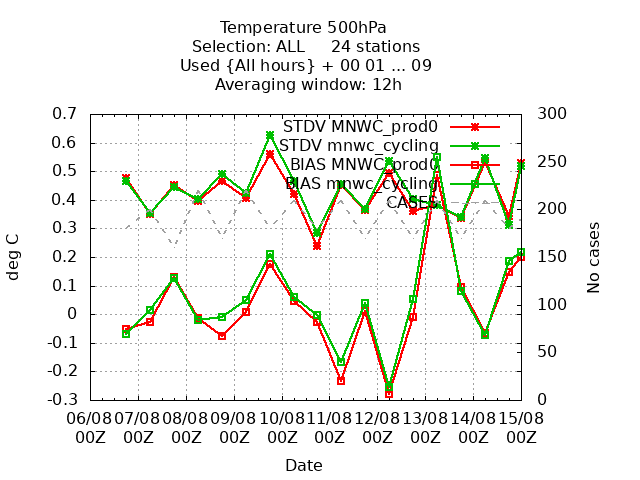 Temperature 500hPa
Selection: ALL     24 stations
Used {All hours} + 00 01 ... 09
Averaging window: 12h
STDV MNWC_prod0
STDV mnwc_cycling
BIAS MNWC_prod0
BIAS mnwc_cycling
CASES
deg C
0.7
0.6
0.5
0.4
0.3
0.2
0.1
0
-0.1
-0.2
-0.3
No cases
300
250
200
150
100
50
0
06/08 07/08 08/08 09/08 10/08 11/08 12/08 13/08 14/08 15/08
00Z 00Z 00Z 00Z 00Z 00Z 00Z 00Z 00Z 00Z
Date